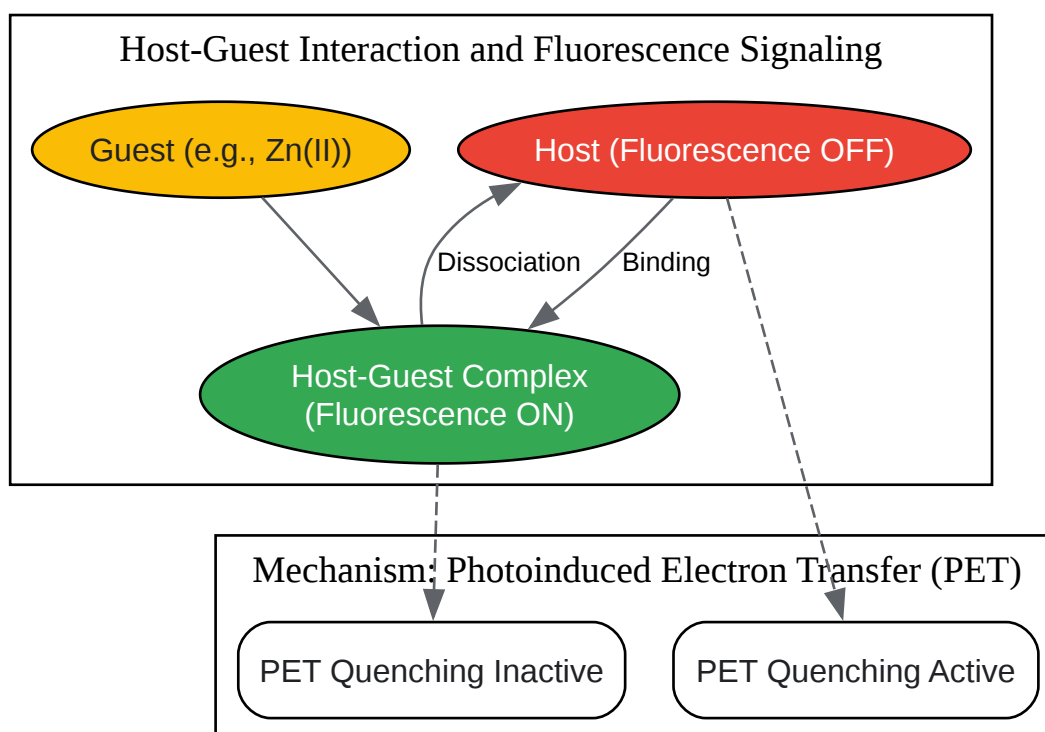 Host-Guest Interaction and Fluorescence Signaling
Guest (e.g., Zn(II))
Host (Fluorescence OFF)
Dissociation
Binding
Host-Guest Complex
(Fluorescence ON)
Mechanism: Photoinduced Electron Transfer (PET)
PET Quenching Inactive
PET Quenching Active